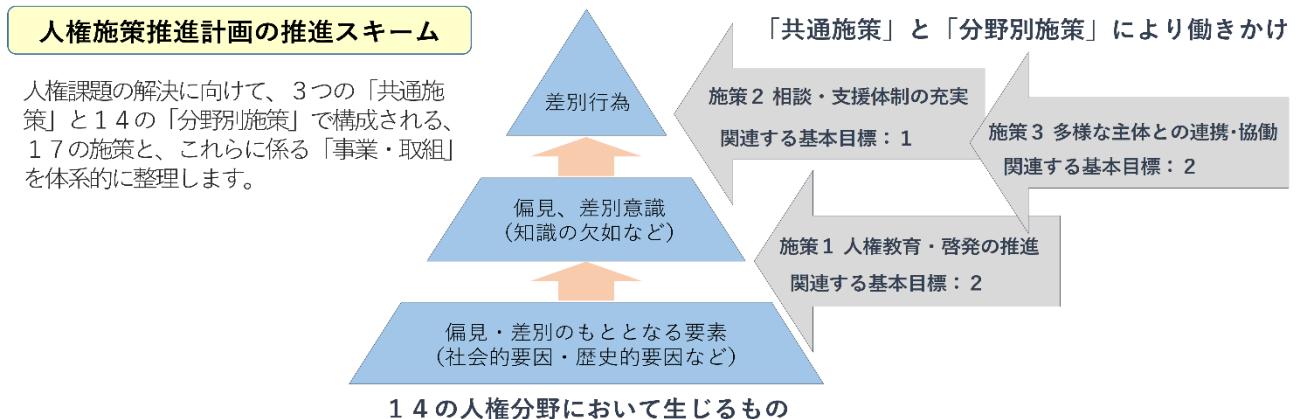 人権施策推進計画の推進スキーム
人権課題の解決に向けて、３つの「共通施
策」と１４の「分野別施策」で構成される、
１７の施策と、これらに係る「事業・取組」
を体系的に整理します。
「共通施策」と「分野別施策」により働きかけ
差別行為
施策２ 相談・支援体制の充実
関連する基本目標：１
施策３ 多様な主体との連携・協働
関連する基本目標：２
偏見、差別意識
（知識の欠如など）
施策１ 人権教育・啓発の推進
関連する基本目標：２
偏見・差別のもととなる要素
（社会的要因・歴史的要因など）
１４の人権分野において生じるもの